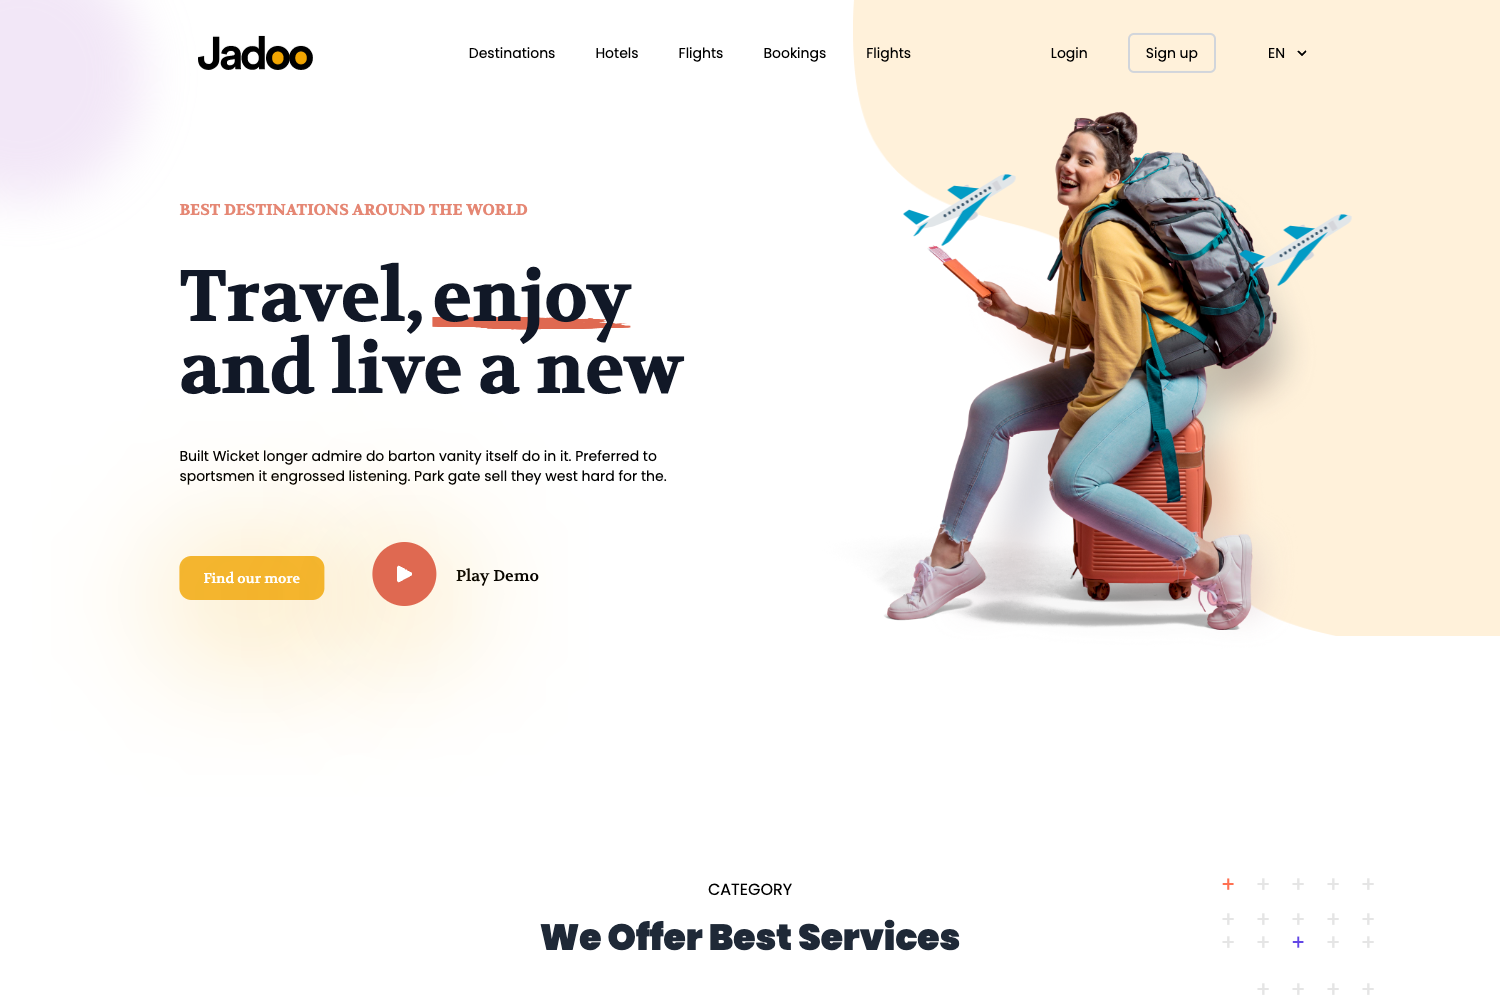 Jadoo
Destinations Hotels Flights Bookings Flights Login Sign up EN
BEST DESTINATIONS AROUND THE WORLD
Travel, enjoy
and live a new
Built Wicket longer admire do barton vanity itself do in it. Preferred to
sportsmen it engrossed listening. Park gate sell they west hard for the.
Find our more Play Demo
CATEGORY
We Offer Best Services